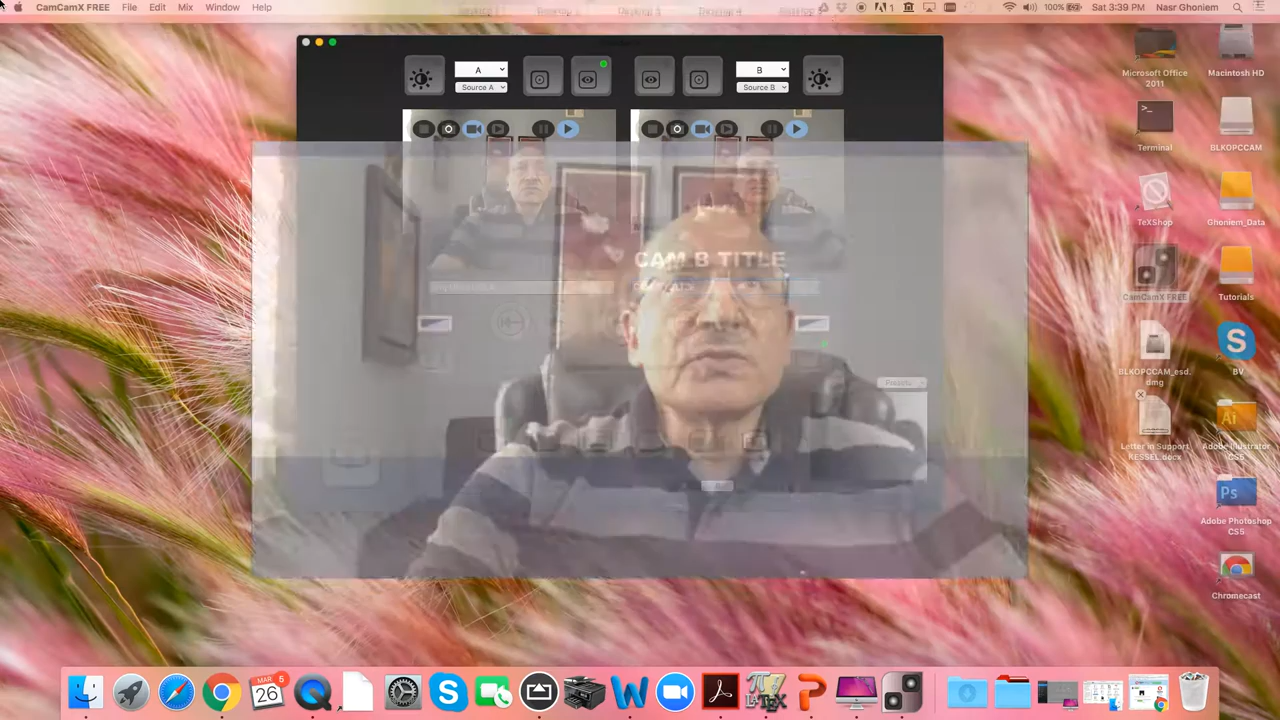 CamCamX FREE File Edit Mix Window Help
1 100% Sat 3:39 PM Nasr Ghoniem
A
Source A
B
Source B
CAM B TITLE
Microsoft Office
2011
Macintosh HD
Terminal
BLKOPCCAM
TeXShop
Ghoniem_Data
CamCamX FREE
Tutorials
BLKOPCCAM_esd.
dmg
BV
Letter in Support
KESSEL.docx
Adobe Illustrator
CS5
Adobe Photoshop
CS5
Chromecast
MAR
26
5